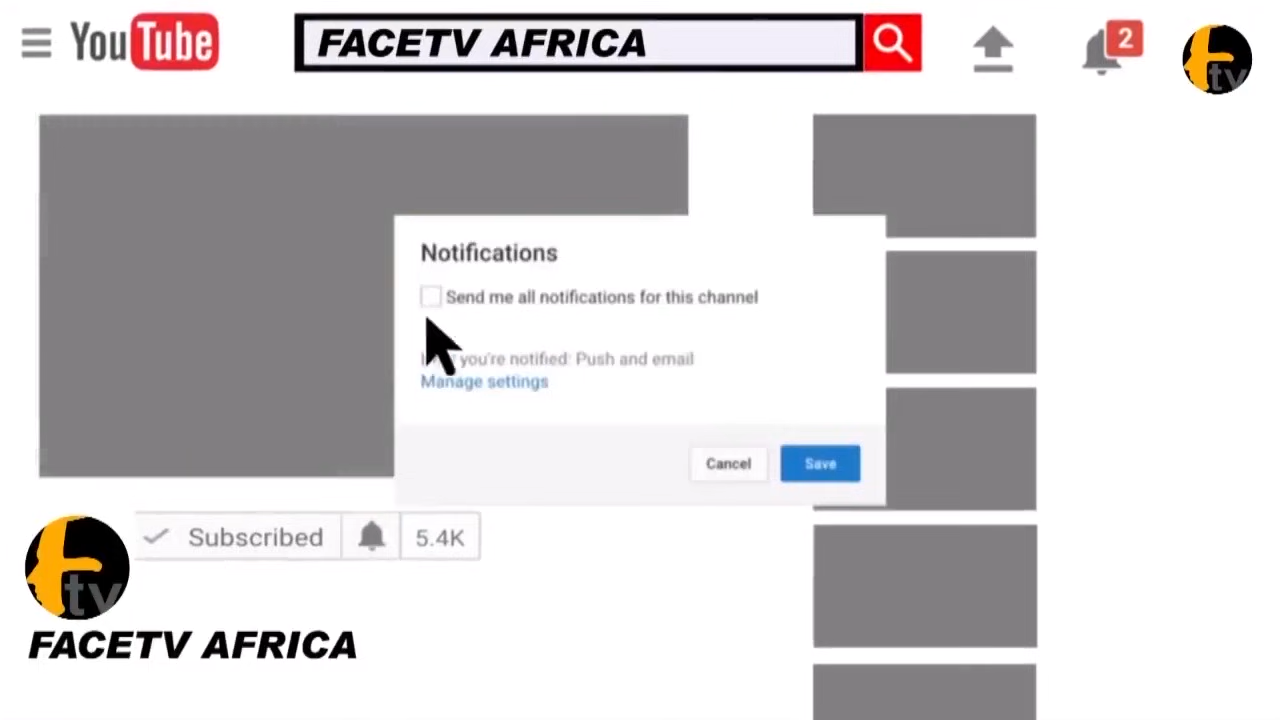 YouTube
FACETV AFRICA
2
tv
Notifications
Send me all notifications for this channel
you're notified: Push and email
Manage settings
Cancel
Save
Subscribed
5.4K
tv
FACETV AFRICA